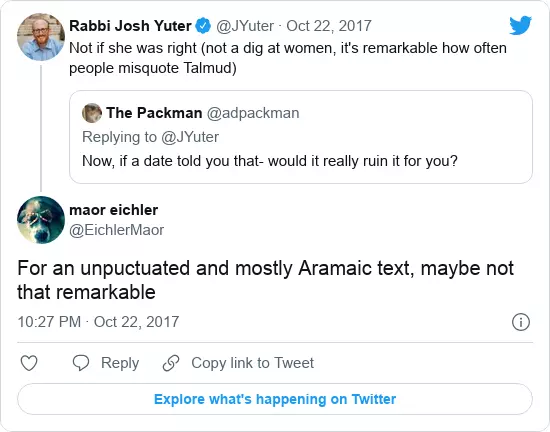 Rabbi Josh Yuter @JYuter · Oct 22, 2017
Not if she was right (not a dig at women, it's remarkable how often
people misquote Talmud)
The Packman @adpackman
Replying to @JYuter
Now, if a date told you that- would it really ruin it for you?
maor eichler
@EichlerMaor
For an unpuctuated and mostly Aramaic text, maybe not
that remarkable
10:27 PM · Oct 22, 2017
Reply Copy link to Tweet
Explore what's happening on Twitter